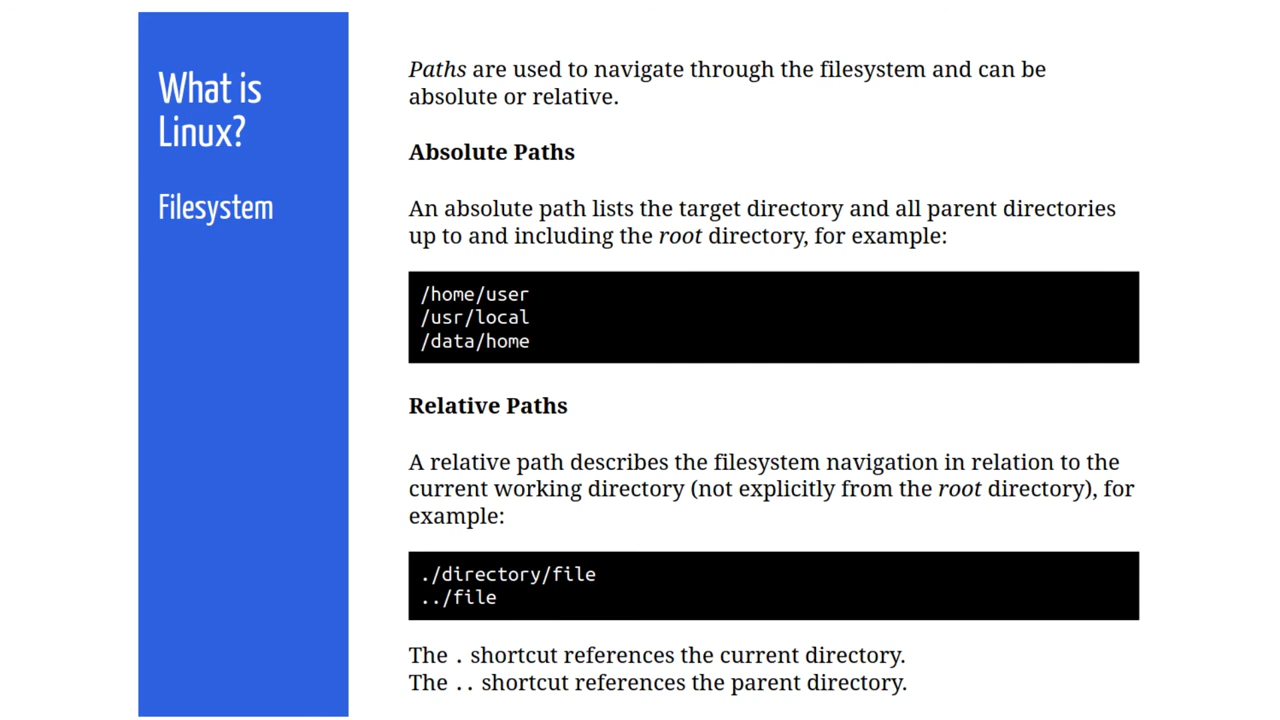 What is
Linux?
Filesystem
Paths are used to navigate through the filesystem and can be
absolute or relative.
Absolute Paths
An absolute path lists the target directory and all parent directories
up to and including the root directory, for example:
/home/user
/usr/local
/data/home
Relative Paths
A relative path describes the filesystem navigation in relation to the
current working directory (not explicitly from the root directory), for
example:
./directory/file
../file
The . shortcut references the current directory.
The .. shortcut references the parent directory.